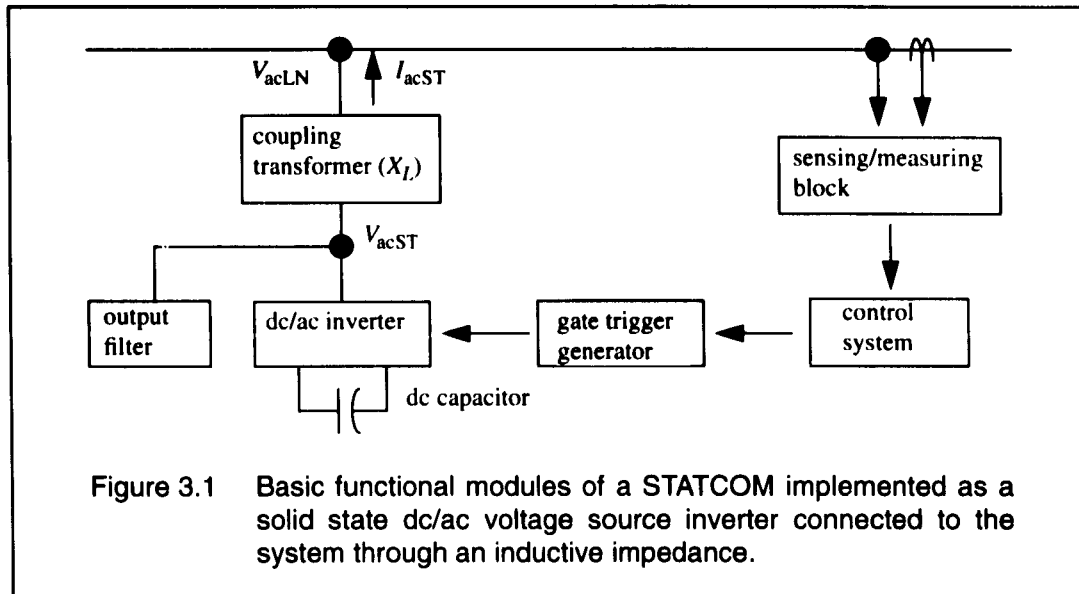 V_acLN
I_acST
coupling
transformer (X_L)
sensing/measuring
block
V_acST
output
filter
dc/ac inverter
gate trigger
generator
control
system
dc capacitor
Figure 3.1 Basic functional modules of a STATCOM implemented as a
solid state dc/ac voltage source inverter connected to the
system through an inductive impedance.